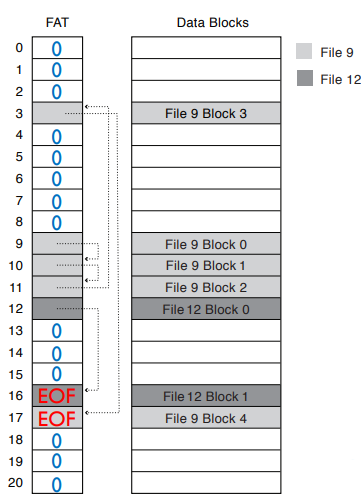 FAT Data Blocks
0 0
1 0
2 0
3 File 9 Block 3
4 0
5 0
6 0
7 0
8 0
9 File 9 Block 0
10 File 9 Block 1
11 File 9 Block 2
12 File 12 Block 0
13 0
14 0
15 0
16 EOF File 12 Block 1
17 EOF File 9 Block 4
18 0
19 0
20 0
File 9
File 12